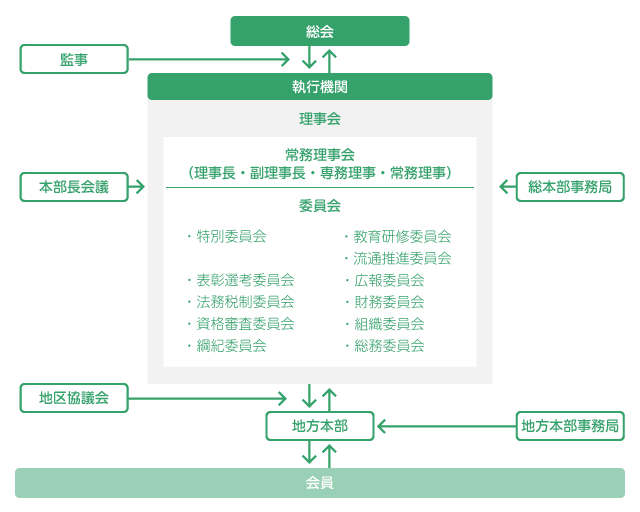 総会
監事
執行機関
理事会
常務理事会
（理事長・副理事長・専務理事・常務理事）
本部長会議
総本部事務局
委員会
・特別委員会
・教育研修委員会
・流通推進委員会
・表彰選考委員会
・広報委員会
・法務税制委員会
・財務委員会
・資格審査委員会
・組織委員会
・綱紀委員会
・総務委員会
地区協議会
地方本部
地方本部事務局
会員